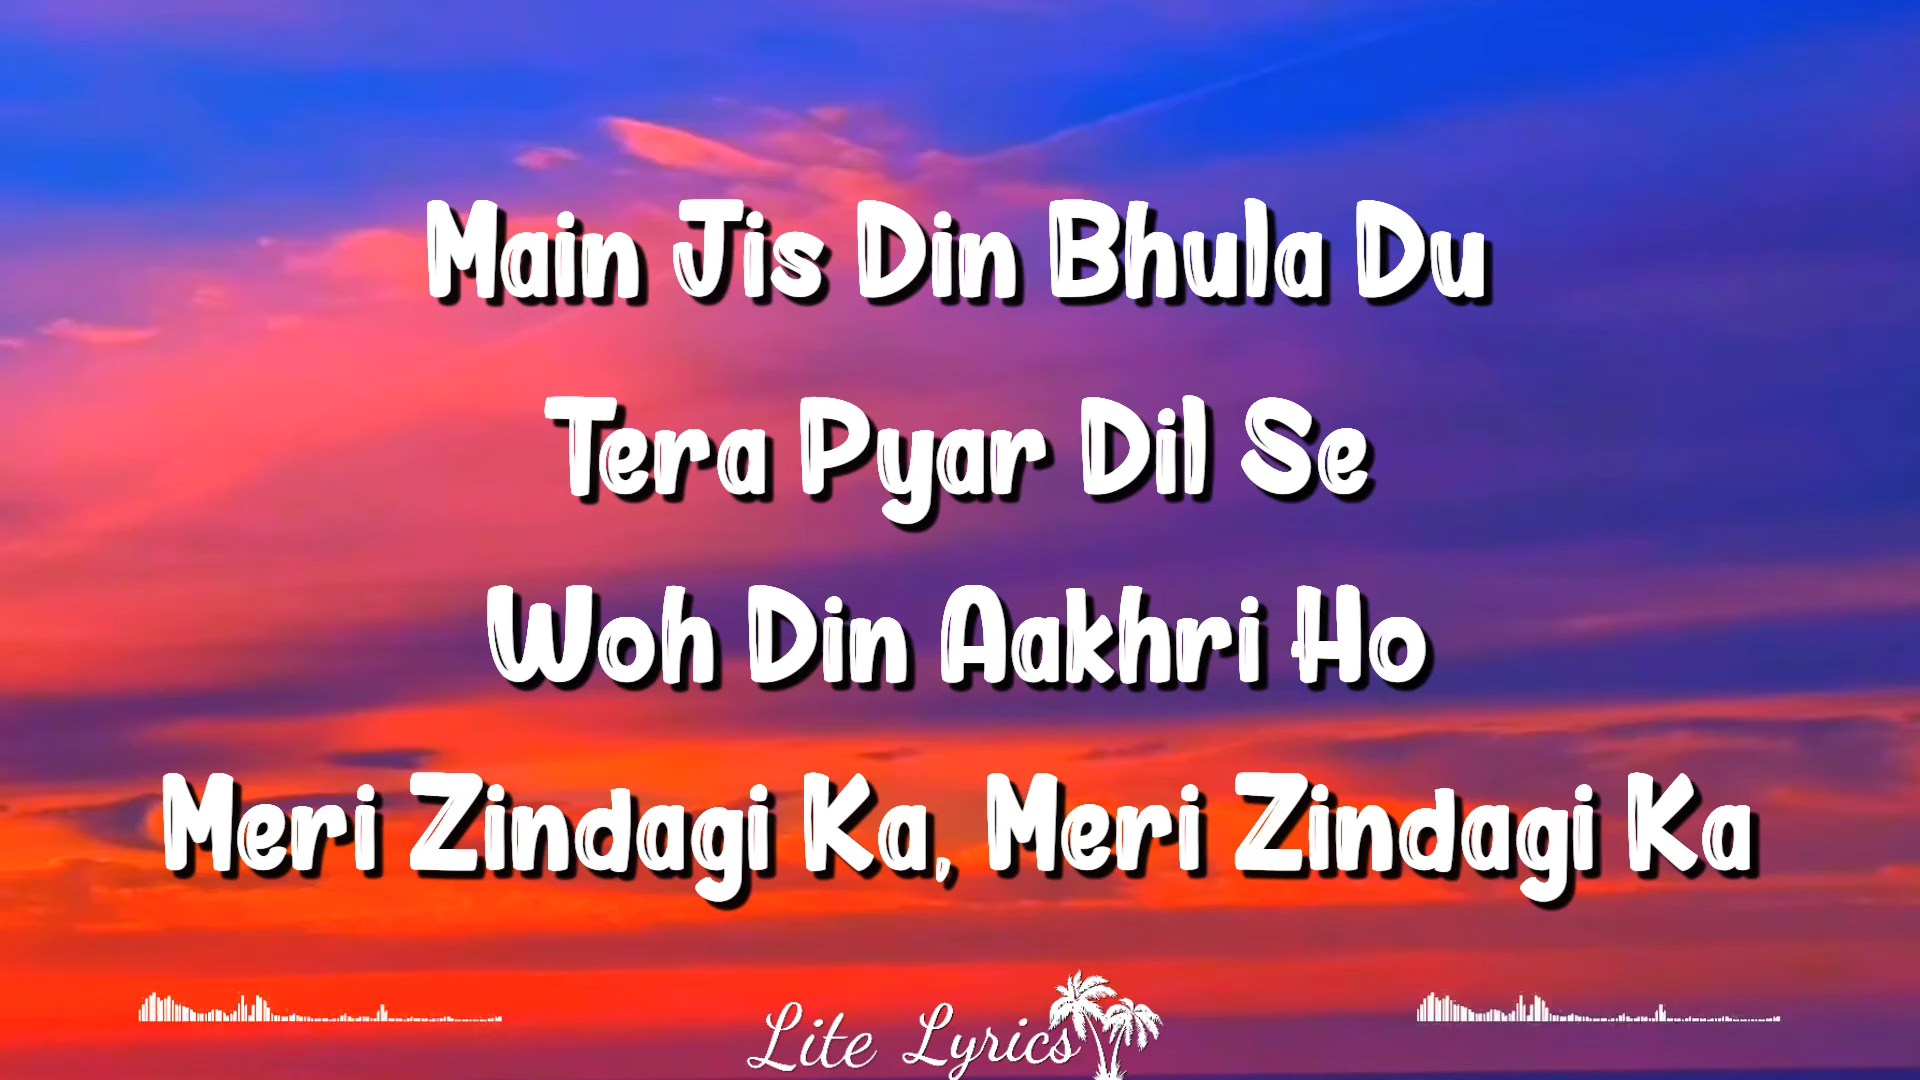 Main Jis Din Bhula Du
Tera Pyar Dil Se
Woh Din Aakhri Ho
Meri Zindagi Ka, Meri Zindagi Ka
Lite Lyrics